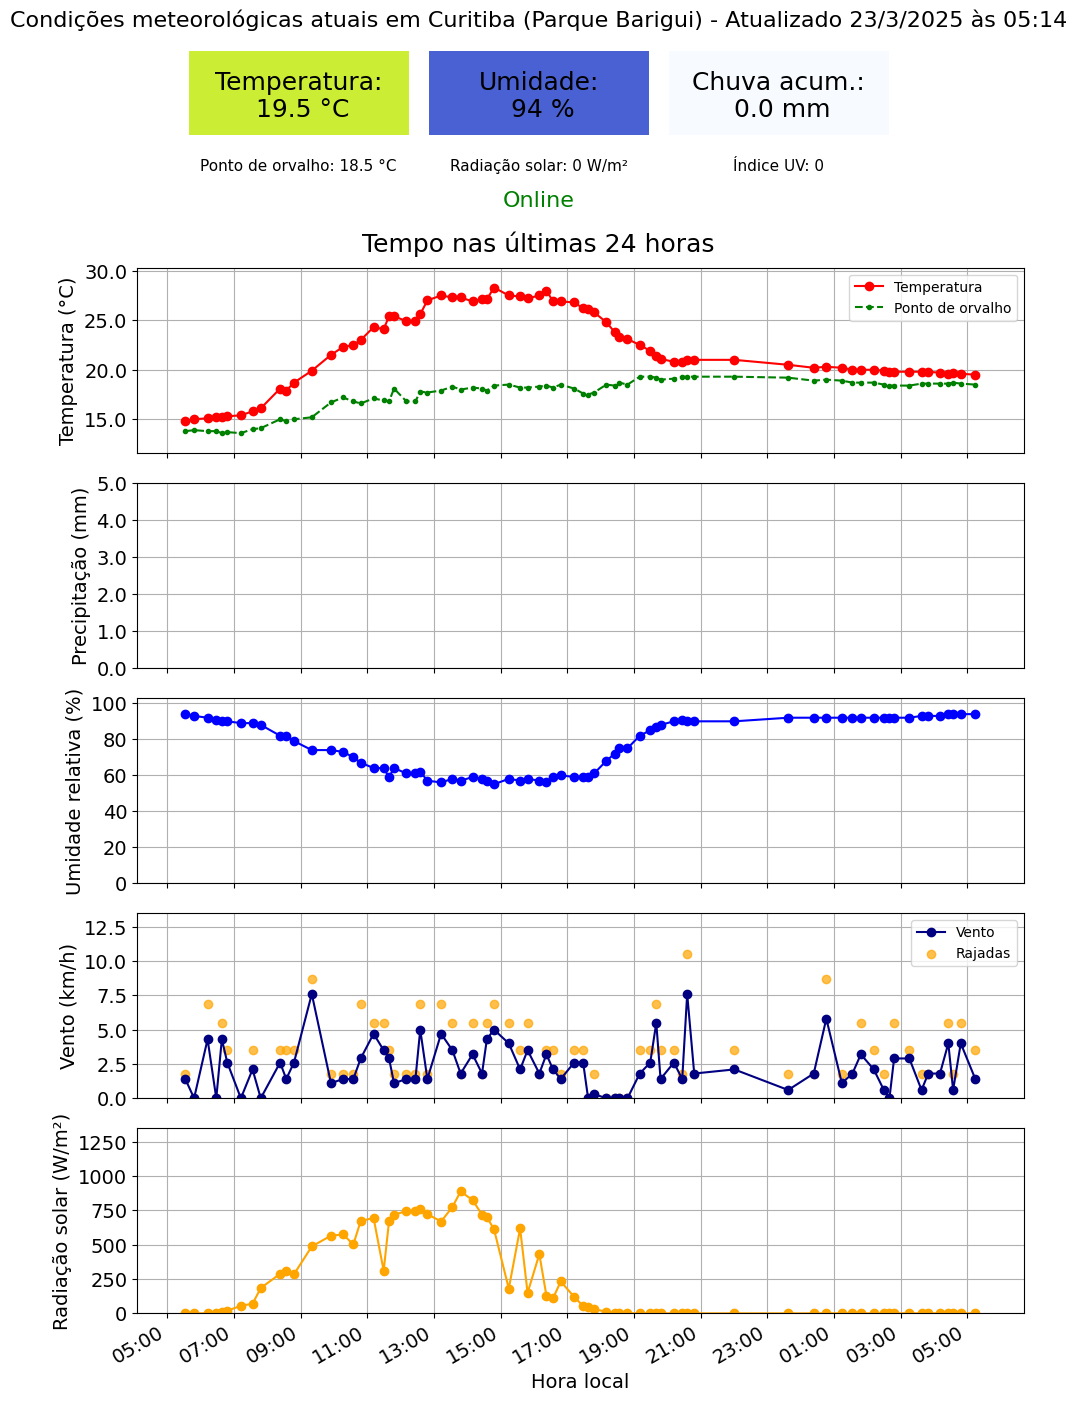 Condições meteorológicas atuais em Curitiba (Parque Barigui) - Atualizado 23/3/2025 às 05:14
Temperatura:
19.5 °C
Umidade:
94 %
Chuva acum.:
0.0 mm
Ponto de orvalho: 18.5 °C
Radiação solar: 0 W/m²
Índice UV: 0
Online
Tempo nas últimas 24 horas
Temperatura (°C)
30.0
25.0
20.0
15.0
Temperatura
Ponto de orvalho
Precipitação (mm)
5.0
4.0
3.0
2.0
1.0
0.0
Umidade relativa (%)
100
80
60
40
20
0
Vento (km/h)
12.5
10.0
7.5
5.0
2.5
0.0
Vento
Rajadas
Radiação solar (W/m²)
1250
1000
750
500
250
0
05:00 07:00 09:00 11:00 13:00 15:00 17:00 19:00 21:00 23:00 01:00 03:00 05:00
Hora local